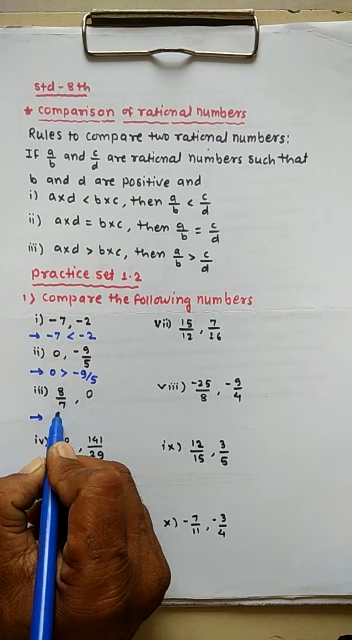 Std - 8th
* Comparison of rational numbers
Rules to compare two rational numbers:
If a/b and c/d are rational numbers such that
b and d are positive and
i) a×d < b×c, then a/b < c/d
ii) a×d = b×c, then a/b = c/d
iii) a×d > b×c, then a/b > c/d
Practice set 1.2
1) Compare the following numbers
i) -7, -2
→ -7 < -2
ii) 0, -9/5
→ 0 > -9/5
iii) 8/7, 0
→
iv) , 141/29
vii) 15/12, 7/16
viii) -25/8, -9/4
ix) 12/15, 3/5
x) -7/11, -3/4